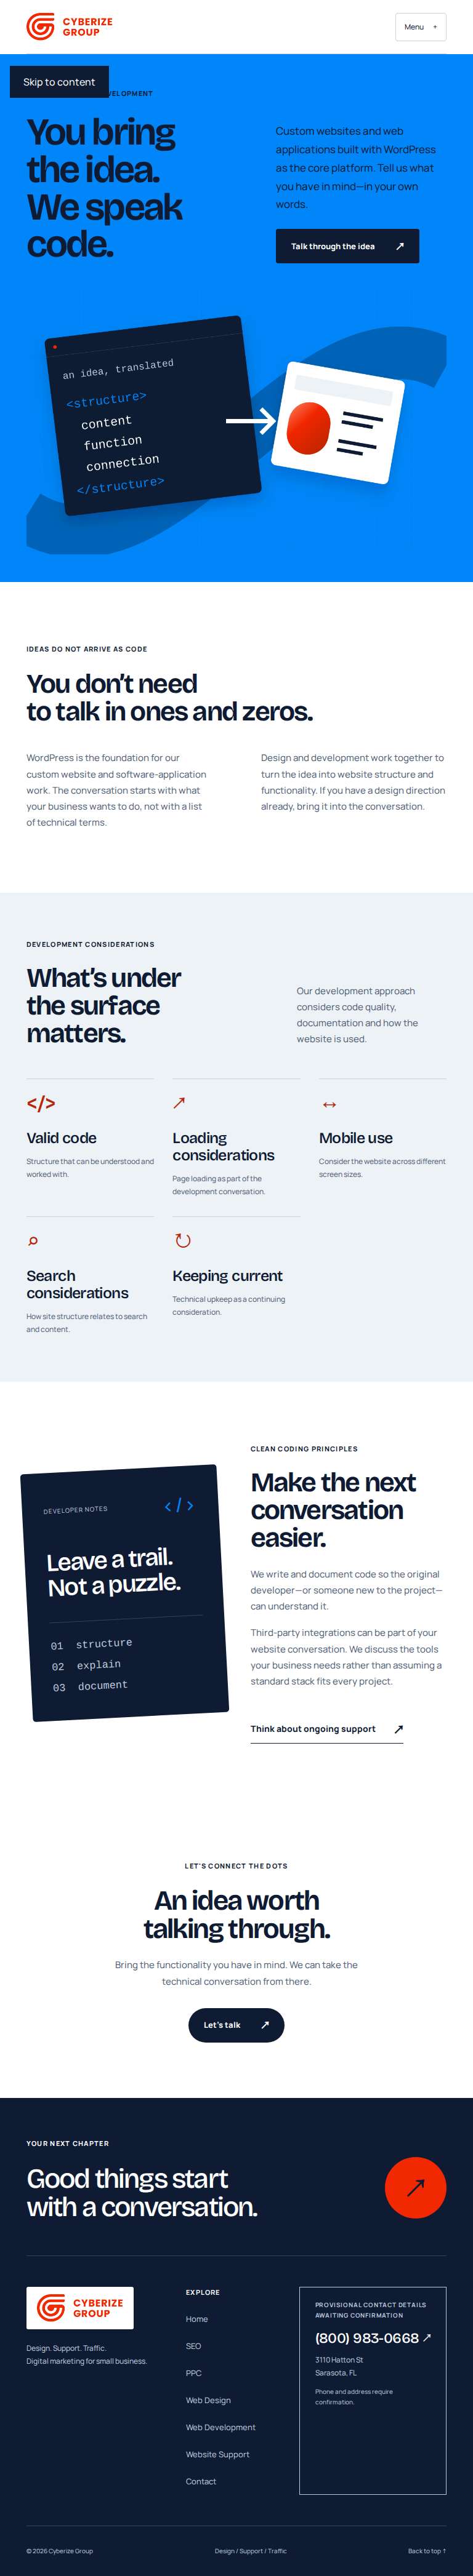 CYBERIZE
GROUP
Menu +
Skip to content
VELOPMENT
You bring
the idea.
We speak
code.
Custom websites and web
applications built with WordPress
as the core platform. Tell us what
you have in mind—in your own
words.
Talk through the idea ↗
an idea, translated
<structure>
content
function
connection
</structure>
IDEAS DO NOT ARRIVE AS CODE
You don’t need
to talk in ones and zeros.
WordPress is the foundation for our
custom website and software-application
work. The conversation starts with what
your business wants to do, not with a list
of technical terms.
Design and development work together to
turn the idea into website structure and
functionality. If you have a design direction
already, bring it into the conversation.
DEVELOPMENT CONSIDERATIONS
What’s under
the surface
matters.
Our development approach
considers code quality,
documentation and how the
website is used.
</>
Valid code
Structure that can be understood and
worked with.
↗
Loading
considerations
Page loading as part of the
development conversation.
↔
Mobile use
Consider the website across different
screen sizes.
⌕
Search
considerations
How site structure relates to search
and content.
↻
Keeping current
Technical upkeep as a continuing
consideration.
DEVELOPER NOTES
</>
Leave a trail.
Not a puzzle.
01 structure
02 explain
03 document
CLEAN CODING PRINCIPLES
Make the next
conversation
easier.
We write and document code so the original
developer—or someone new to the project—
can understand it.
Third-party integrations can be part of your
website conversation. We discuss the tools
your business needs rather than assuming a
standard stack fits every project.
Think about ongoing support ↗
LET’S CONNECT THE DOTS
An idea worth
talking through.
Bring the functionality you have in mind. We can take the
technical conversation from there.
Let’s talk ↗
YOUR NEXT CHAPTER
Good things start
with a conversation.
↗
CYBERIZE
GROUP
Design. Support. Traffic.
Digital marketing for small business.
EXPLORE
Home
SEO
PPC
Web Design
Web Development
Website Support
Contact
PROVISIONAL CONTACT DETAILS
AWAITING CONFIRMATION
(800) 983-0668 ↗
3110 Hatton St
Sarasota, FL
Phone and address require
confirmation.
© 2026 Cyberize Group
Design / Support / Traffic
Back to top ↑